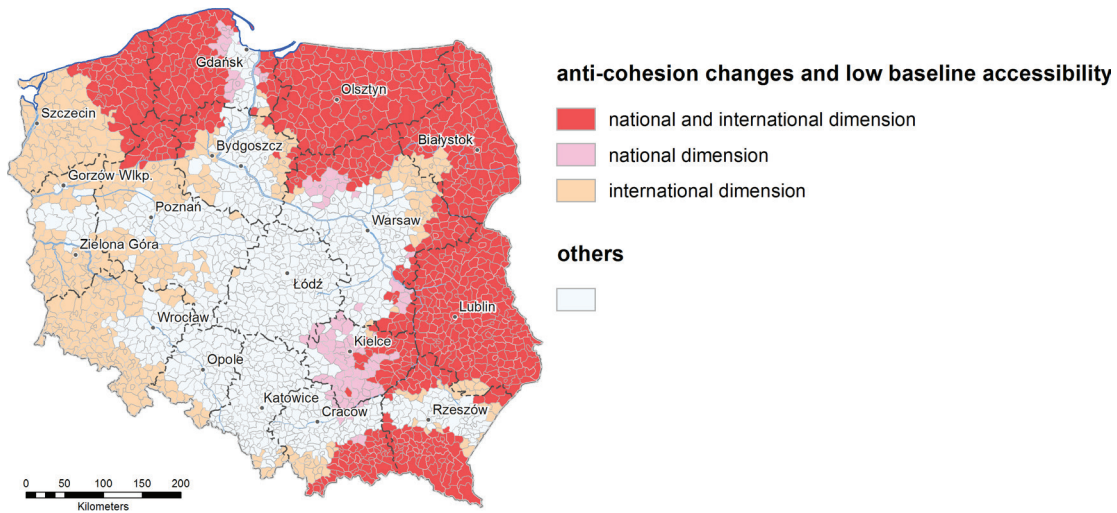 Gdańsk
Olsztyn
Szczecin
Białystok
Bydgoszcz
Gorzów Wlkp.
Poznań
Warsaw
Zielona Góra
Łódź
Lublin
Wrocław
Kielce
Opole
Katowice
Cracow
Rzeszów
0 50 100 150 200
Kilometers
anti-cohesion changes and low baseline accessibility
national and international dimension
national dimension
international dimension
others